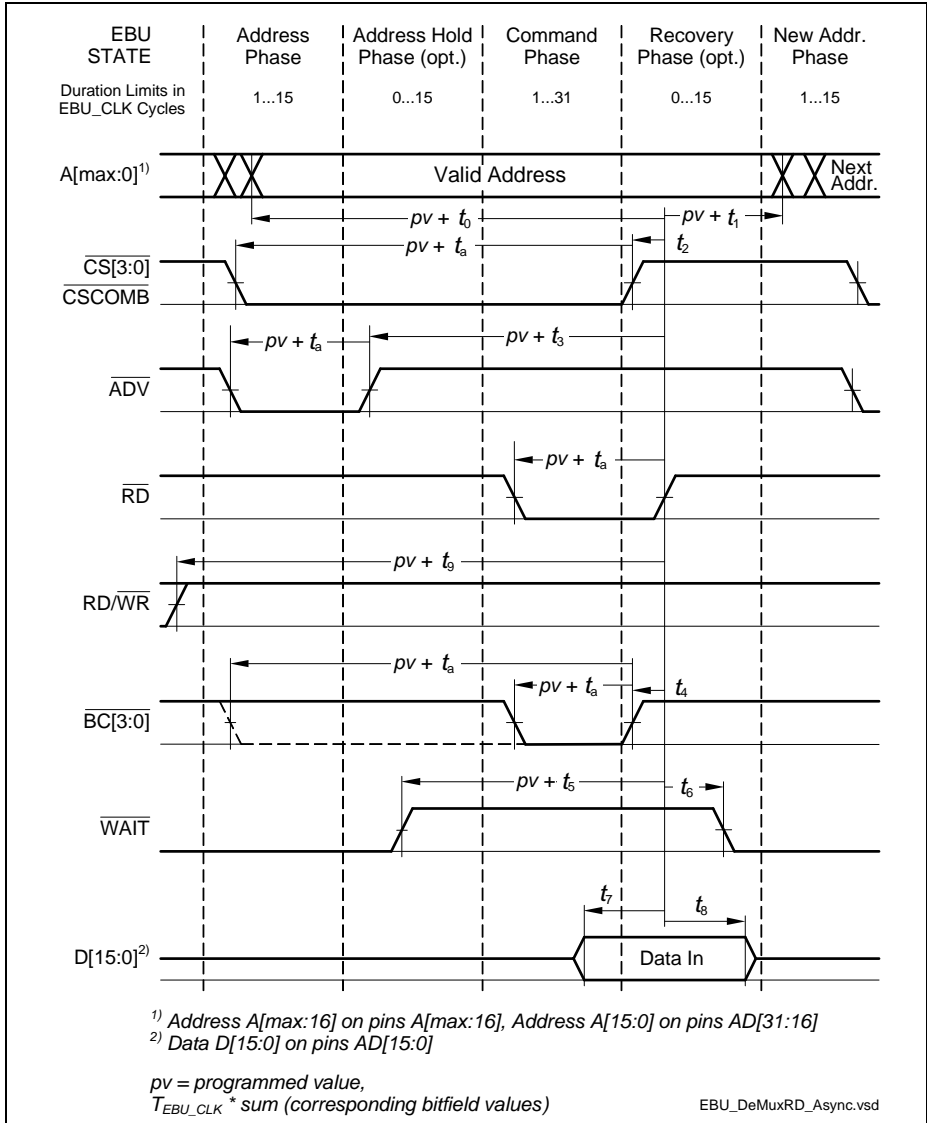 EBU STATE
Address Phase
Address Hold Phase (opt.)
Command Phase
Recovery Phase (opt.)
New Addr. Phase
Duration Limits in EBU_CLK Cycles
1...15
0...15
1...31
0...15
1...15
A[max:0]1)
Valid Address
Next Addr.
pv + t0
pv + t1
pv + ta
t2
CS[3:0]
CSCOMB
pv + ta
pv + t3
ADV
pv + ta
RD
pv + t9
RD/WR
pv + ta
pv + ta
t4
BC[3:0]
pv + t5
t6
WAIT
t7
t8
D[15:0]2)
Data In
1) Address A[max:16] on pins A[max:16], Address A[15:0] on pins AD[31:16]
2) Data D[15:0] on pins AD[15:0]
pv = programmed value,
TEBU_CLK * sum (corresponding bitfield values)
EBU_DeMuxRD_Async.vsd